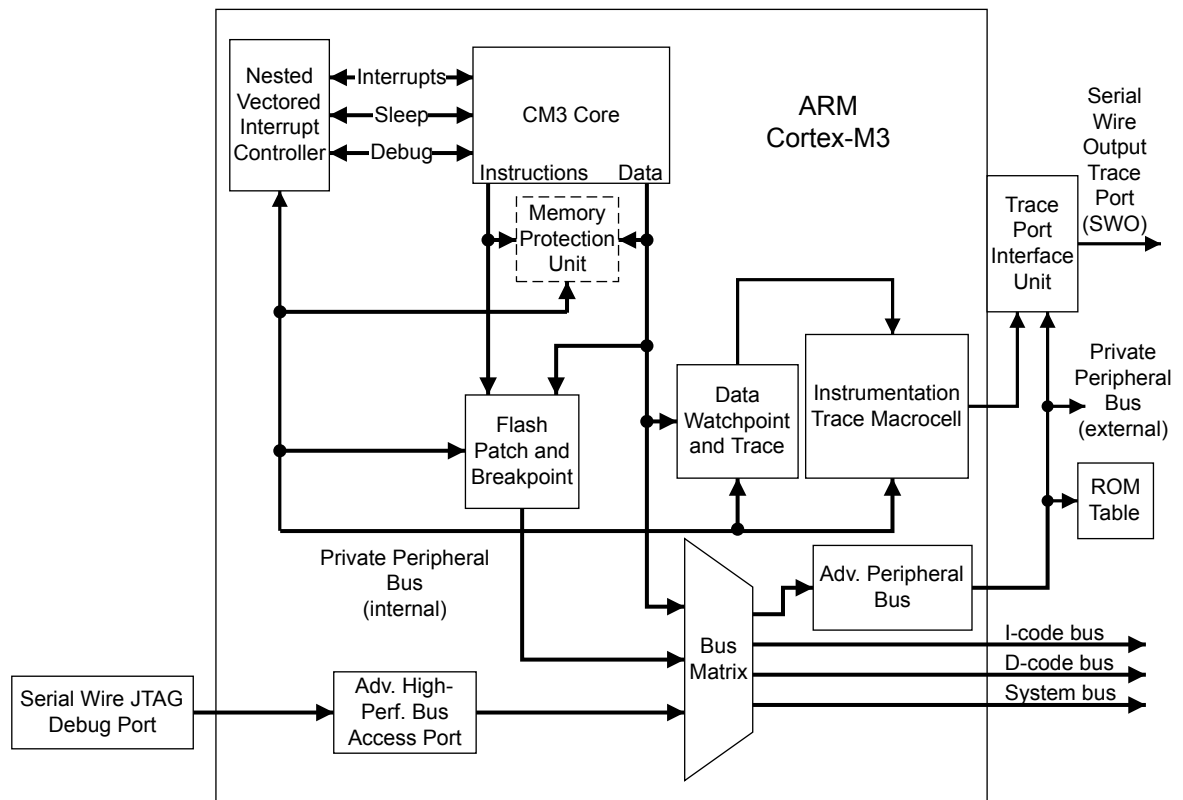 Nested
Vectored
Interrupt
Controller
Interrupts
Sleep
Debug
CM3 Core
Instructions
Data
ARM
Cortex-M3
Memory
Protection
Unit
Serial
Wire
Output
Trace
Port
(SWO)
Trace
Port
Interface
Unit
Private
Peripheral
Bus
(external)
Flash
Patch and
Breakpoint
Data
Watchpoint
and Trace
Instrumentation
Trace Macrocell
ROM
Table
Private Peripheral
Bus
(internal)
Adv. Peripheral
Bus
Bus
Matrix
I-code bus
D-code bus
System bus
Serial Wire JTAG
Debug Port
Adv. High-
Perf. Bus
Access Port